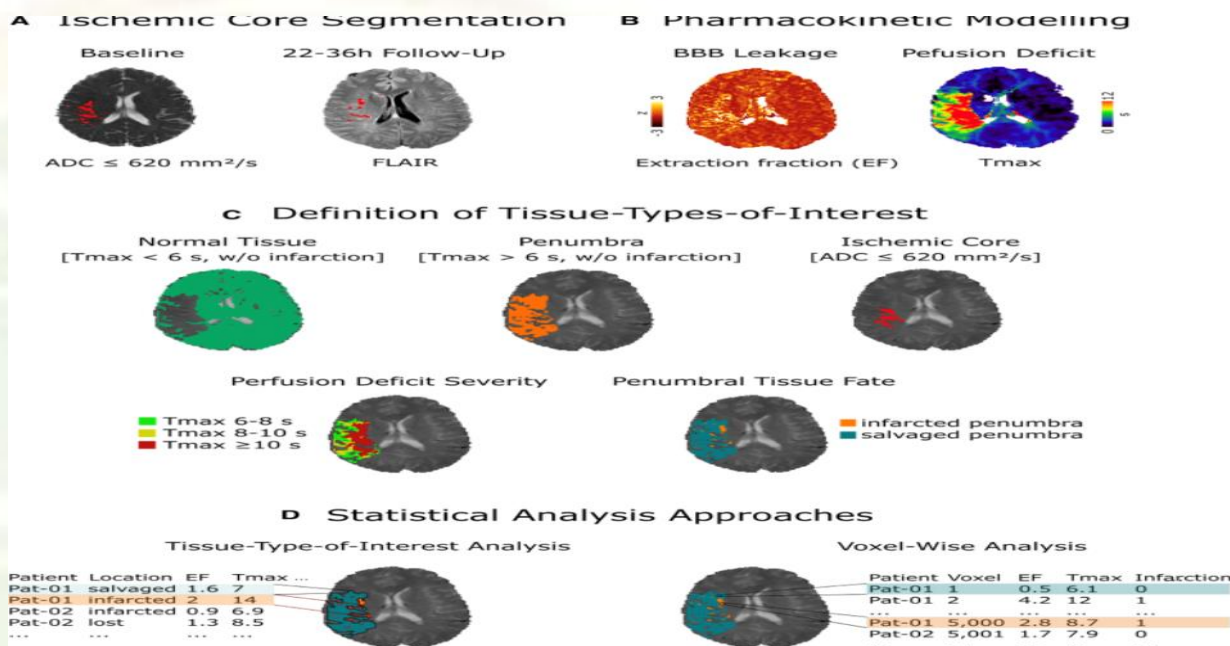 A Ischemic Core Segmentation
Baseline 22-36h Follow-Up
ADC ≤ 620 mm²/s FLAIR
B Pharmacokinetic Modelling
BBB Leakage Pefusion Deficit
-3 z 3
0 s 12
Extraction fraction (EF) Tmax
C Definition of Tissue-Types-of-Interest
Normal Tissue
[Tmax < 6 s, w/o infarction]
Penumbra
[Tmax > 6 s, w/o infarction]
Ischemic Core
[ADC ≤ 620 mm²/s]
Perfusion Deficit Severity
Tmax 6-8 s
Tmax 8-10 s
Tmax ≥10 s
Penumbral Tissue Fate
infarcted penumbra
salvaged penumbra
D Statistical Analysis Approaches
Tissue-Type-of-Interest Analysis
Patient Location EF Tmax ...
Pat-01 salvaged 1.6 7
Pat-01 infarcted 2 14
Pat-02 infarcted 0.9 6.9
Pat-02 lost 1.3 8.5
... ... ... ...
Voxel-Wise Analysis
Patient Voxel EF Tmax Infarction
Pat-01 1 0.5 6.1 0
Pat-01 2 4.2 12 1
... ... ... ... ...
Pat-01 5,000 2.8 8.7 1
Pat-02 5,001 1.7 7.9 0